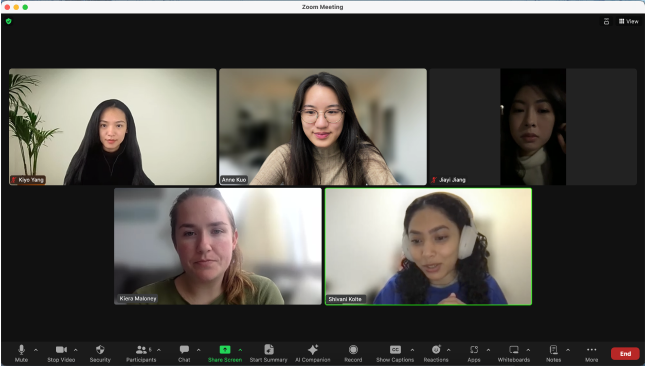 Zoom Meeting
View
Kiyo Yang
Anne Kuo
Jiayi Jiang
Kiera Maloney
Shivani Kolte
5
CC
Mute
Stop Video
Security
Participants
Chat
Share Screen
Start Summary
AI Companion
Record
Show Captions
Reactions
Apps
Whiteboards
Notes
More
End